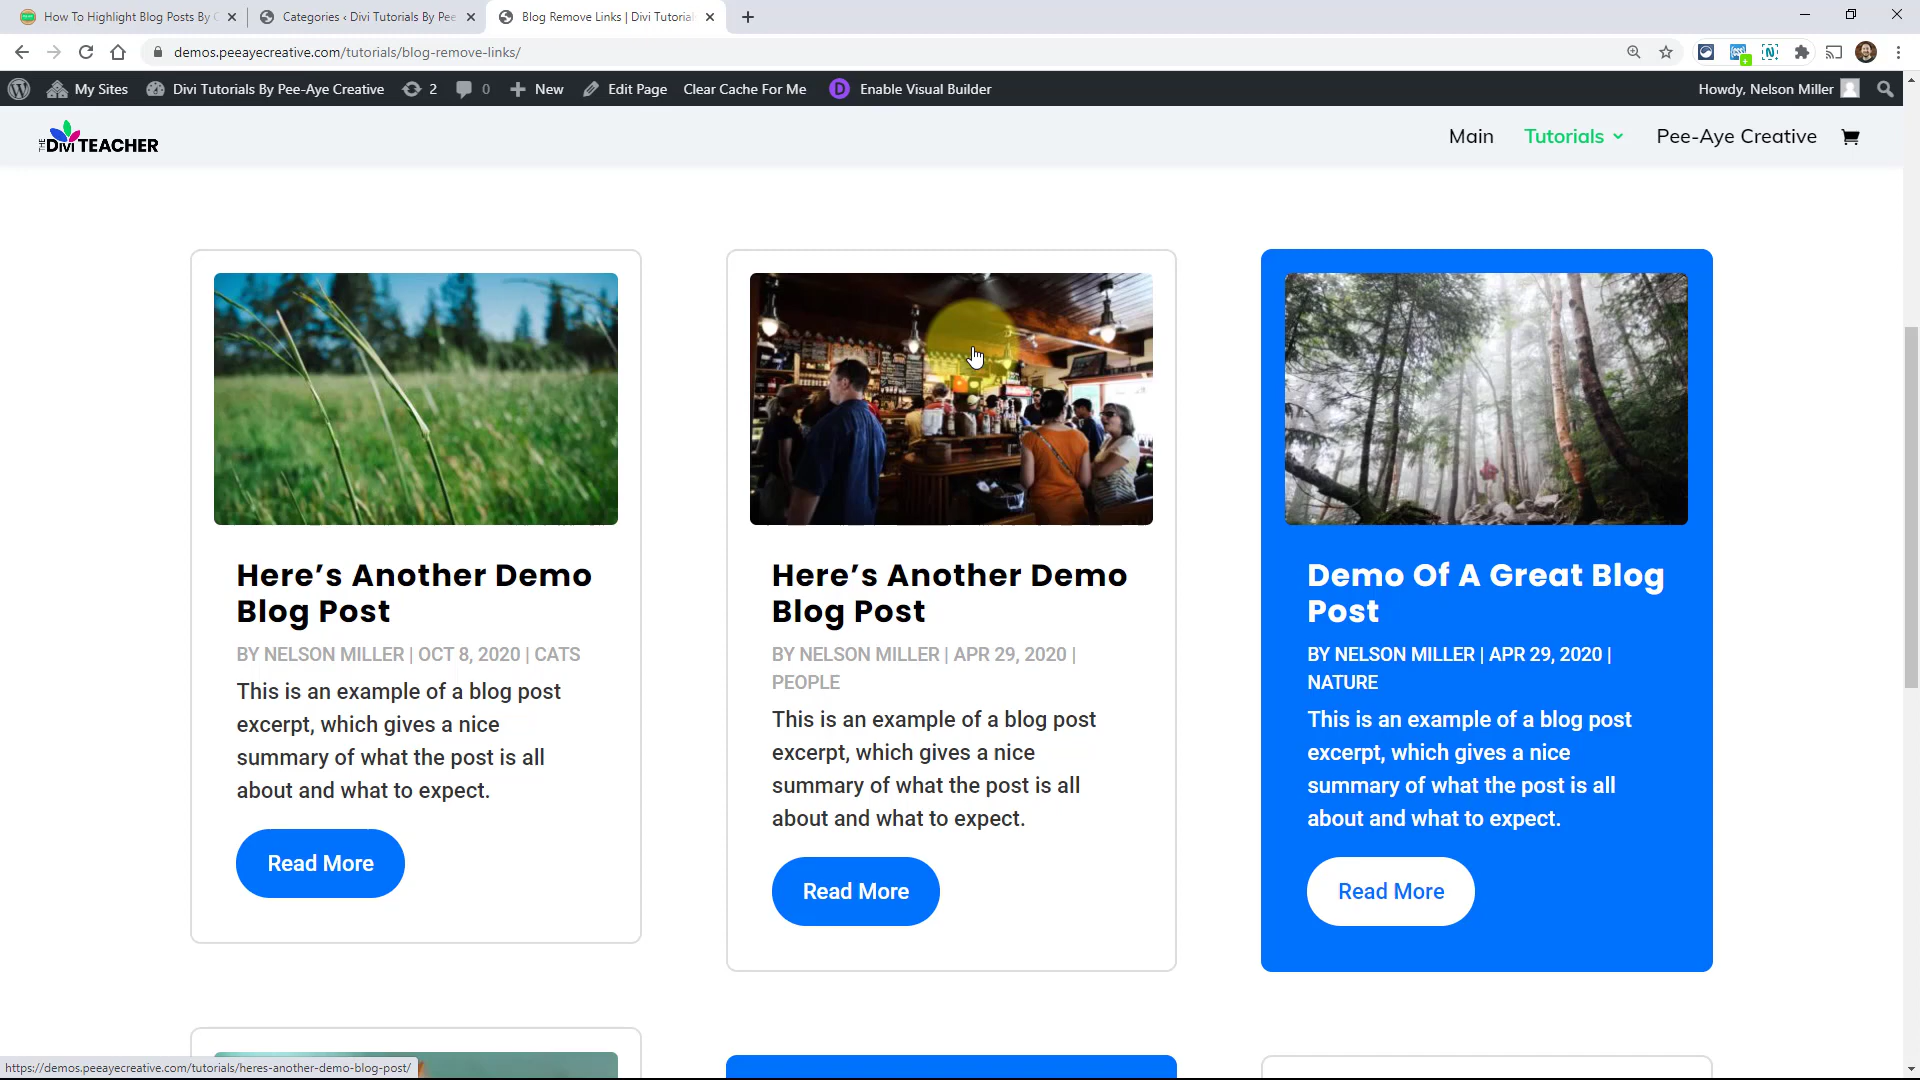 How To Highlight Blog Posts By C
Categories ‹ Divi Tutorials By Pee
Blog Remove Links | Divi Tutorial
demos.peeayecreative.com/tutorials/blog-remove-links/
My Sites
Divi Tutorials By Pee-Aye Creative
2
0
New
Edit Page
Clear Cache For Me
D
Enable Visual Builder
Howdy, Nelson Miller
THE DIVI TEACHER
Main
Tutorials
Pee-Aye Creative
Here’s Another Demo
Blog Post
BY NELSON MILLER | OCT 8, 2020 | CATS
This is an example of a blog post
excerpt, which gives a nice
summary of what the post is all
about and what to expect.
Read More
Here’s Another Demo
Blog Post
BY NELSON MILLER | APR 29, 2020 |
PEOPLE
This is an example of a blog post
excerpt, which gives a nice
summary of what the post is all
about and what to expect.
Read More
Demo Of A Great Blog
Post
BY NELSON MILLER | APR 29, 2020 |
NATURE
This is an example of a blog post
excerpt, which gives a nice
summary of what the post is all
about and what to expect.
Read More
https://demos.peeayecreative.com/tutorials/heres-another-demo-blog-post/